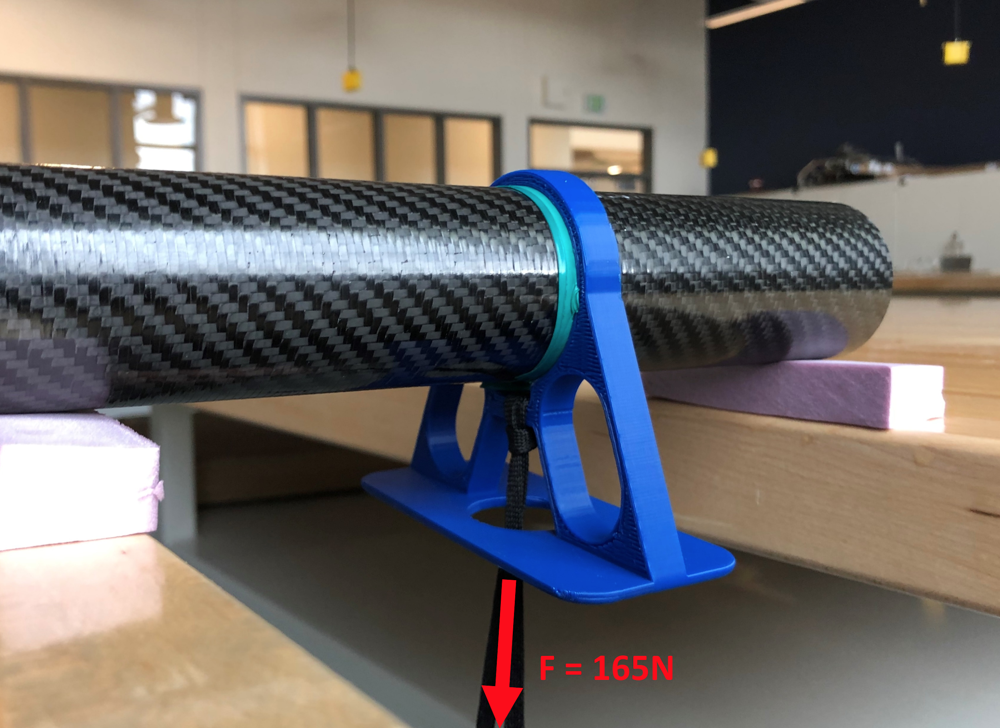 F = 165N